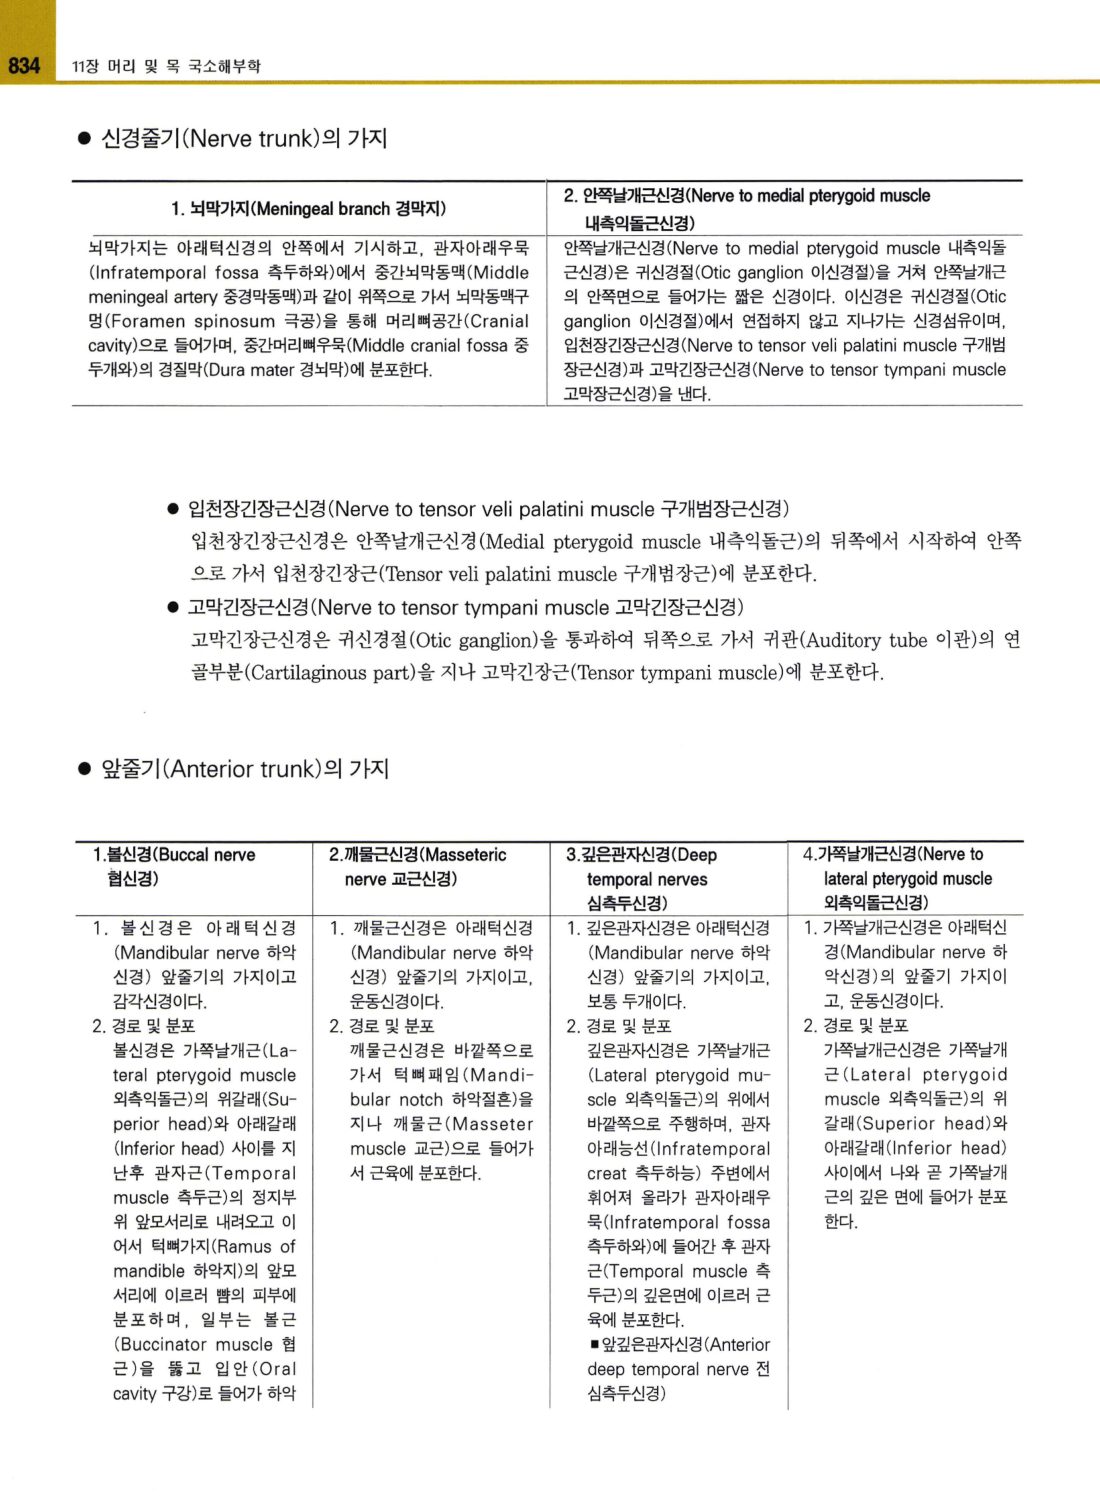 834
11장 머리 및 목 국소해부학
● 신경줄기(Nerve trunk)의 가지
1. 뇌막가지(Meningeal branch 경막지)
뇌막가지는 아래턱신경의 안쪽에서 기시하고, 관자아래우묵
(Infratemporal fossa 측두하와)에서 중간뇌막동맥(Middle
meningeal artery 중경막동맥)과 같이 위쪽으로 가서 뇌막동맥구
멍(Foramen spinosum 극공)을 통해 머리뼈공간(Cranial
cavity)으로 들어가며, 중간머리뼈우묵(Middle cranial fossa 중
두개와)의 경질막(Dura mater 경뇌막)에 분포한다.
2. 안쪽날개근신경(Nerve to medial pterygoid muscle
내측익돌근신경)
안쪽날개근신경(Nerve to medial pterygoid muscle 내측익돌
근신경)은 귀신경절(Otic ganglion 이신경절)을 거쳐 안쪽날개근
의 안쪽면으로 들어가는 짧은 신경이다. 이신경은 귀신경절(Otic
ganglion 이신경절)에서 연접하지 않고 지나가는 신경섬유이며,
입천장긴장근신경(Nerve to tensor veli palatini muscle 구개범
장근신경)과 고막긴장근신경(Nerve to tensor tympani muscle
고막장근신경)을 낸다.
● 입천장긴장근신경(Nerve to tensor veli palatini muscle 구개범장근신경)
입천장긴장근신경은 안쪽날개근신경(Medial pterygoid muscle 내측익돌근)의 뒤쪽에서 시작하여 안쪽
으로 가서 입천장긴장근(Tensor veli palatini muscle 구개범장근)에 분포한다.
● 고막긴장근신경(Nerve to tensor tympani muscle 고막긴장근신경)
고막긴장근신경은 귀신경절(Otic ganglion)을 통과하여 뒤쪽으로 가서 귀관(Auditory tube 이관)의 연
골부분(Cartilaginous part)을 지나 고막긴장근(Tensor tympani muscle)에 분포한다.
● 앞줄기(Anterior trunk)의 가지
1.볼신경(Buccal nerve
협신경)
1. 볼신경은 아래턱신경
(Mandibular nerve 하악
신경) 앞줄기의 가지이고
감각신경이다.
2. 경로 및 분포
볼신경은 가쪽날개근(La-
teral pterygoid muscle
외측익돌근)의 위갈래(Su-
perior head)와 아래갈래
(Inferior head) 사이를 지
난후 관자근(Temporal
muscle 측두근)의 정지부
위 앞모서리로 내려오고 이
어서 턱뼈가지(Ramus of
mandible 하악지)의 앞모
서리에 이르러 뺨의 피부에
분포하며, 일부는 볼근
(Buccinator muscle 협
근)을 뚫고 입안(Oral
cavity 구강)로 들어가 하악
2.깨물근신경(Masseteric
nerve 교근신경)
1. 깨물근신경은 아래턱신경
(Mandibular nerve 하악
신경) 앞줄기의 가지이고,
운동신경이다.
2. 경로 및 분포
깨물근신경은 바깥쪽으로
가서 턱뼈패임(Mandi-
bular notch 하악절흔)을
지나 깨물근(Masseter
muscle 교근)으로 들어가
서 근육에 분포한다.
3.깊은관자신경(Deep
temporal nerves
심측두신경)
1. 깊은관자신경은 아래턱신경
(Mandibular nerve 하악
신경) 앞줄기의 가지이고,
보통 두개이다.
2. 경로 및 분포
깊은관자신경은 가쪽날개근
(Lateral pterygoid mu-
scle 외측익돌근)의 위에서
바깥쪽으로 주행하며, 관자
아래능선(Infratemporal
creat 측두하능) 주변에서
휘어져 올라가 관자아래우
묵(Infratemporal fossa
측두하와)에 들어간 후 관자
근(Temporal muscle 측
두근)의 깊은면에 이르러 근
육에 분포한다.
■앞깊은관자신경(Anterior
deep temporal nerve 전
심측두신경)
4.가쪽날개근신경(Nerve to
lateral pterygoid muscle
외측익돌근신경)
1. 가쪽날개근신경은 아래턱신
경(Mandibular nerve 하
악신경)의 앞줄기 가지이
고, 운동신경이다.
2. 경로 및 분포
가쪽날개근신경은 가쪽날개
근(Lateral pterygoid
muscle 외측익돌근)의 위
갈래(Superior head)와
아래갈래(Inferior head)
사이에서 나와 곧 가쪽날개
근의 깊은 면에 들어가 분포
한다.